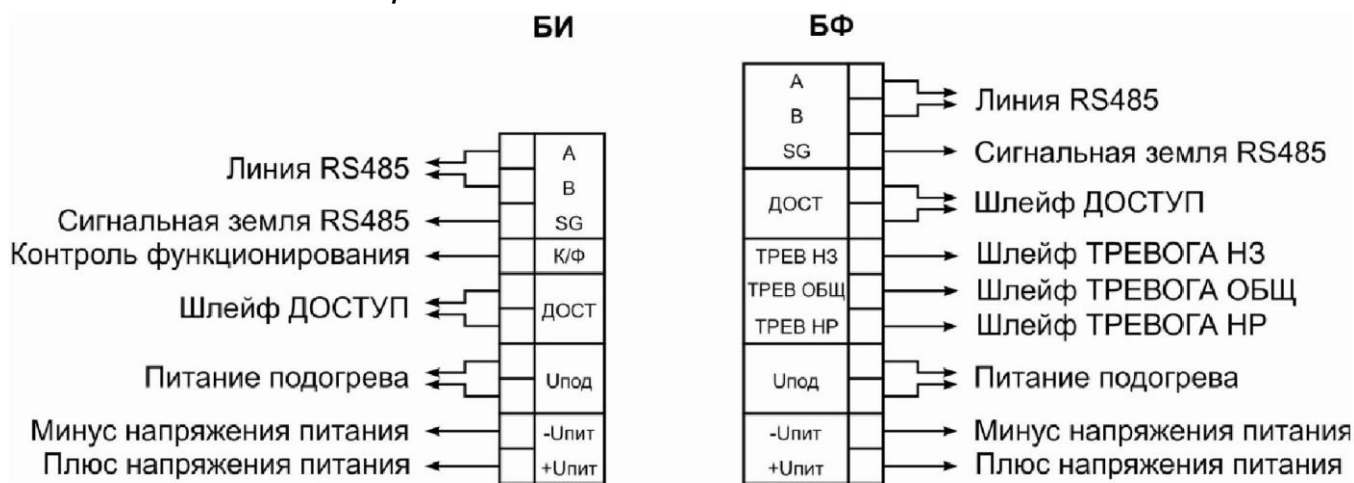 БИ
Линия RS485
A
B
Сигнальная земля RS485
SG
Контроль функционирования
К/Ф
Шлейф ДОСТУП
ДОСТ
Питание подогрева
Uпод
Минус напряжения питания
-Uпит
Плюс напряжения питания
+Uпит
БФ
A
B
Линия RS485
SG
Сигнальная земля RS485
ДОСТ
Шлейф ДОСТУП
ТРЕВ НЗ
Шлейф ТРЕВОГА НЗ
ТРЕВ ОБЩ
Шлейф ТРЕВОГА ОБЩ
ТРЕВ НР
Шлейф ТРЕВОГА НР
Uпод
Питание подогрева
-Uпит
Минус напряжения питания
+Uпит
Плюс напряжения питания